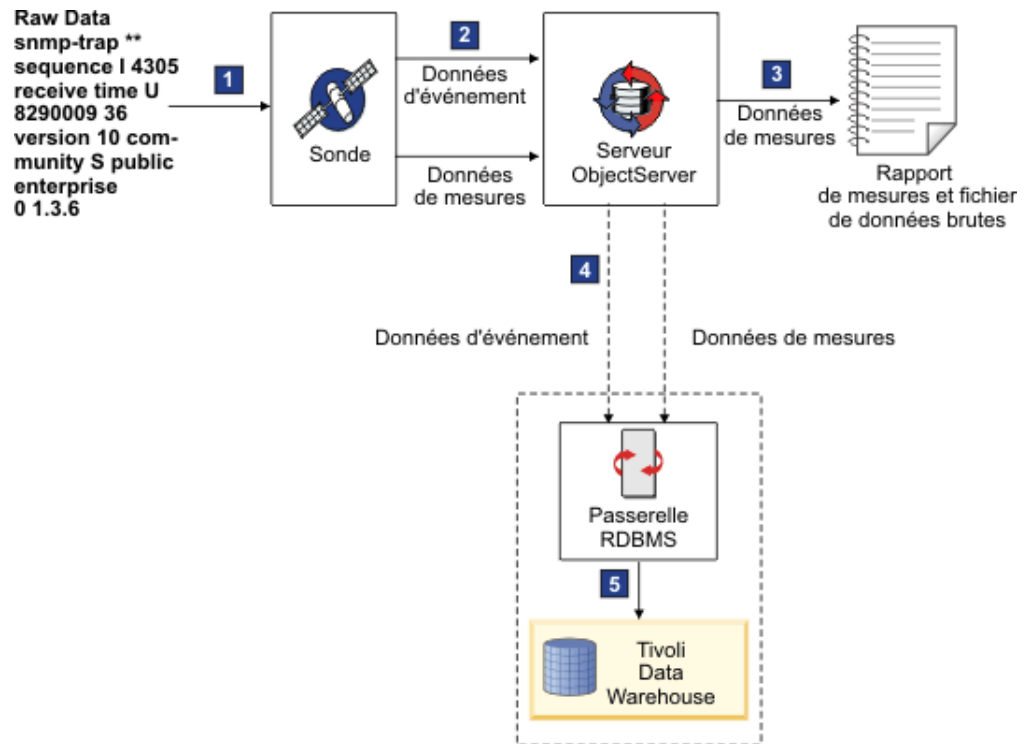 Raw Data
snmp-trap **
sequence I 4305
receive time U
8290009 36
version 10 com-
munity S public
enterprise
0 1.3.6
1
Sonde
2
Données
d'événement
Données
de mesures
Serveur
ObjectServer
3
Données
de mesures
Rapport
de mesures et fichier
de données brutes
4
Données d'événement
Données de mesures
Passerelle
RDBMS
5
Tivoli
Data
Warehouse